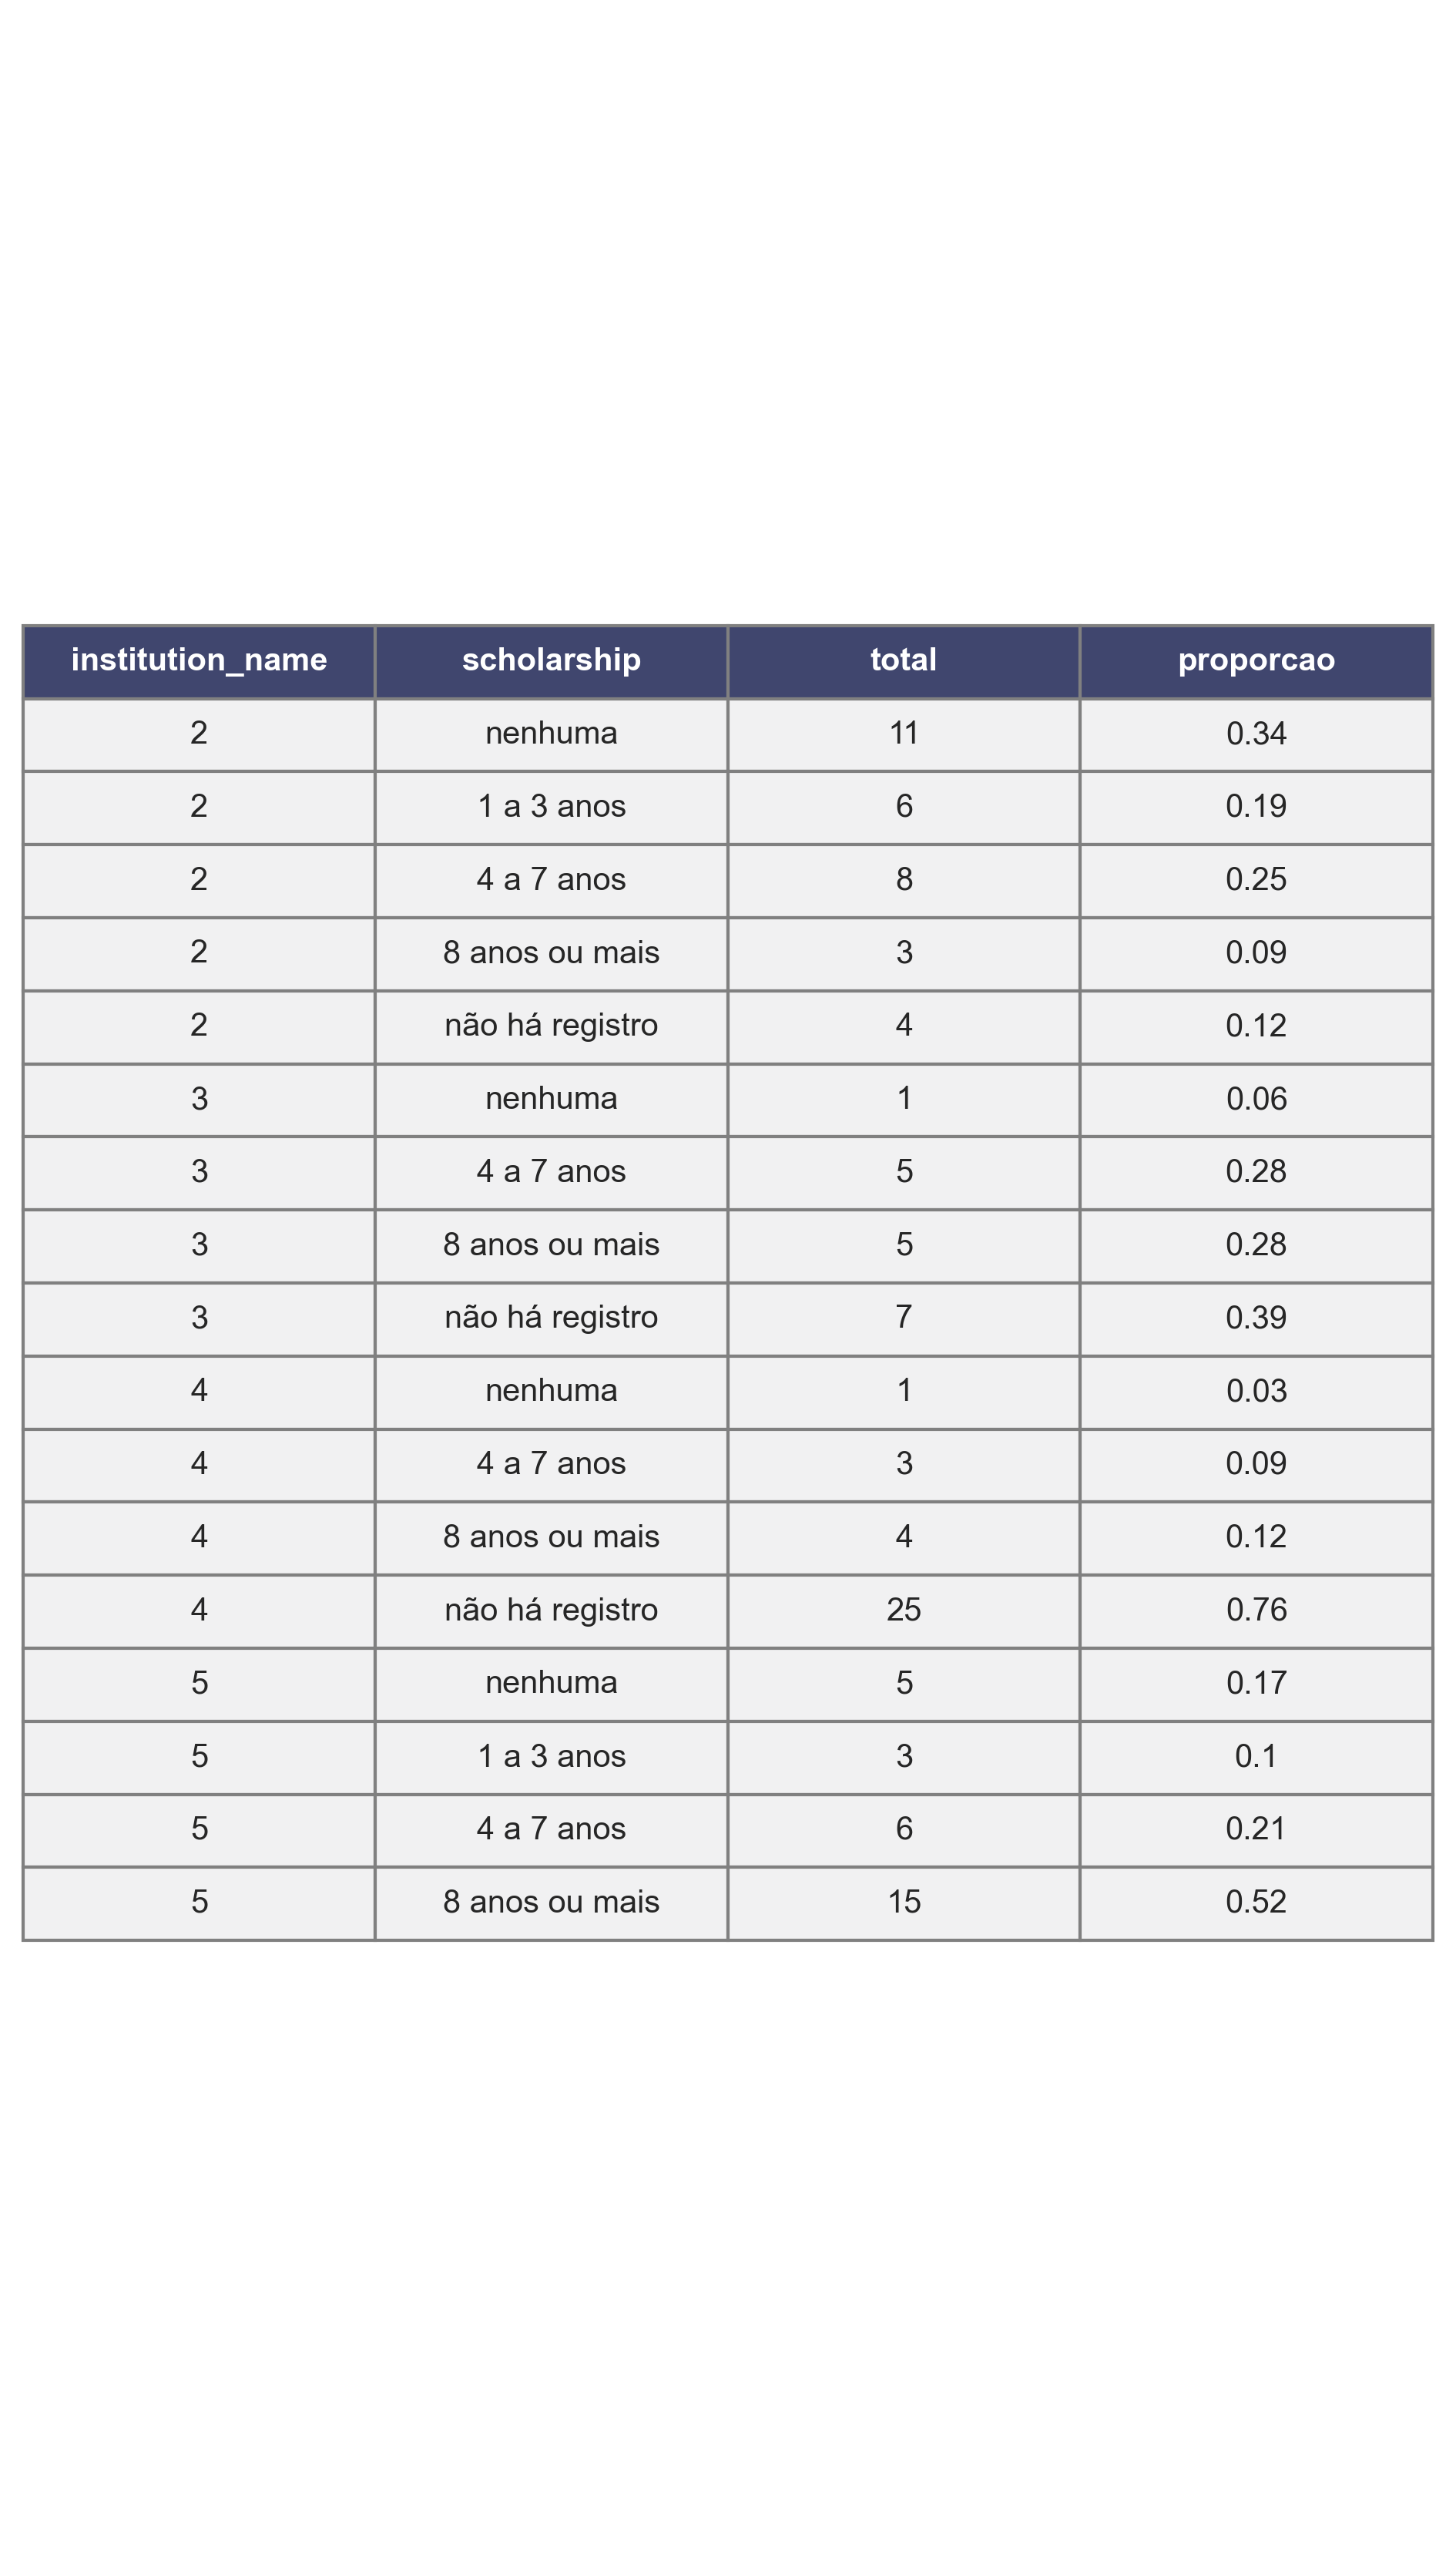 institution_name scholarship total proporcao
2 nenhuma 11 0.34
2 1 a 3 anos 6 0.19
2 4 a 7 anos 8 0.25
2 8 anos ou mais 3 0.09
2 não há registro 4 0.12
3 nenhuma 1 0.06
3 4 a 7 anos 5 0.28
3 8 anos ou mais 5 0.28
3 não há registro 7 0.39
4 nenhuma 1 0.03
4 4 a 7 anos 3 0.09
4 8 anos ou mais 4 0.12
4 não há registro 25 0.76
5 nenhuma 5 0.17
5 1 a 3 anos 3 0.1
5 4 a 7 anos 6 0.21
5 8 anos ou mais 15 0.52